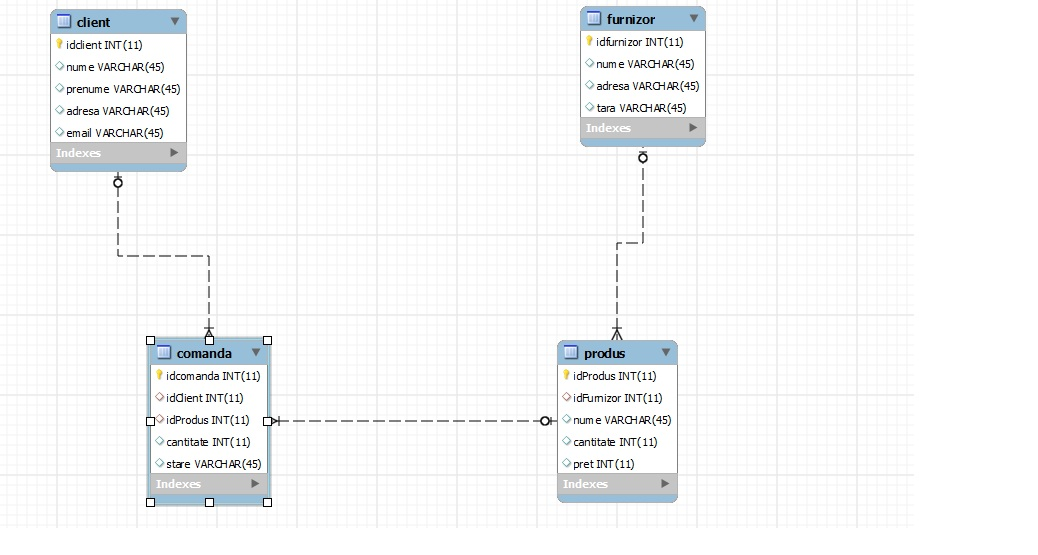 client
idclient INT(11)
nume VARCHAR(45)
prenume VARCHAR(45)
adresa VARCHAR(45)
email VARCHAR(45)
Indexes
furnizor
idfurnizor INT(11)
nume VARCHAR(45)
adresa VARCHAR(45)
tara VARCHAR(45)
Indexes
comanda
idcomanda INT(11)
idClient INT(11)
idProdus INT(11)
cantitate INT(11)
stare VARCHAR(45)
Indexes
produs
idProdus INT(11)
idFurnizor INT(11)
nume VARCHAR(45)
cantitate INT(11)
pret INT(11)
Indexes